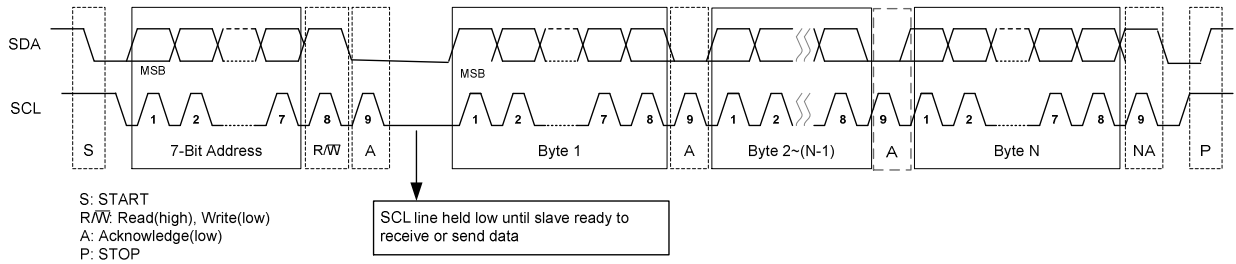 SDA
MSB
MSB
SCL
1 2 7 8 9 1 2 7 8 9 1 2 8 9 1 2 7 8 9
S 7-Bit Address R/W̅ A Byte 1 A Byte 2~(N-1) A Byte N NA P
S: START
R/W̅: Read(high), Write(low)
A: Acknowledge(low)
P: STOP
SCL line held low until slave ready to
receive or send data